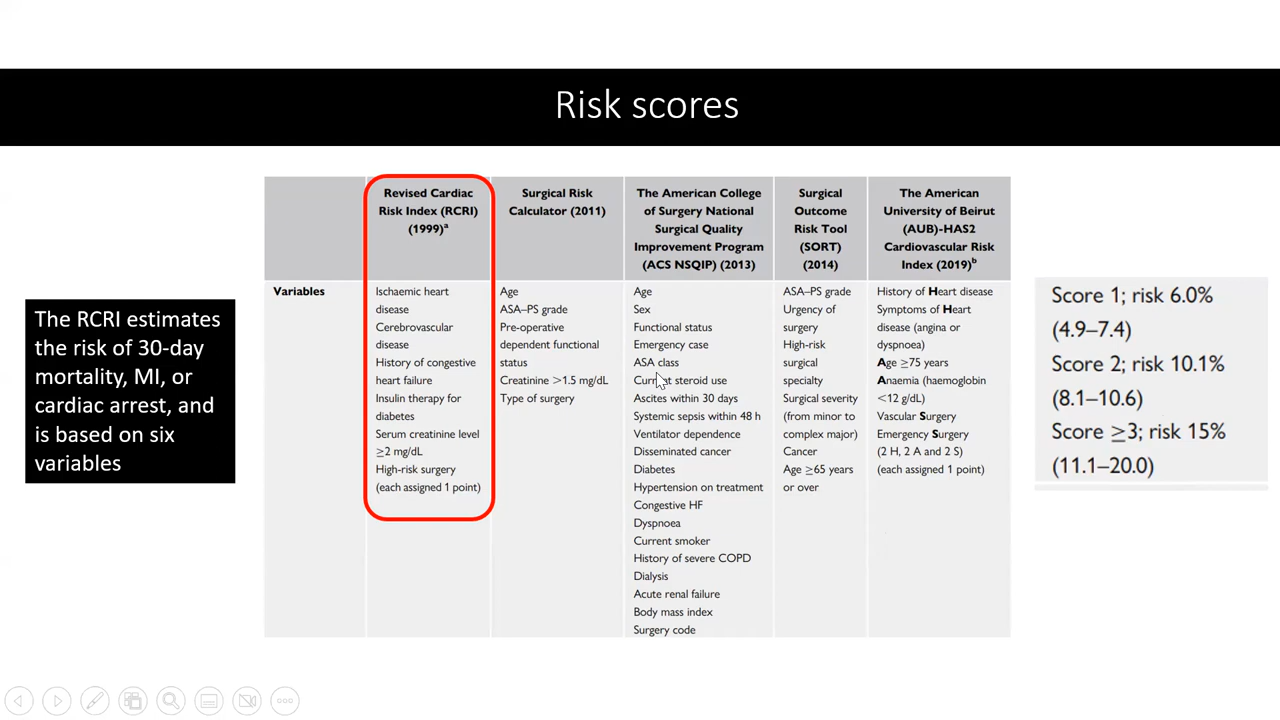 Risk scores
The RCRI estimates
the risk of 30-day
mortality, MI, or
cardiac arrest, and
is based on six
variables
Revised Cardiac
Risk Index (RCRI)
(1999)ᵃ
Surgical Risk
Calculator (2011)
The American College
of Surgery National
Surgical Quality
Improvement Program
(ACS NSQIP) (2013)
Surgical
Outcome
Risk Tool
(SORT)
(2014)
The American
University of Beirut
(AUB)-HAS2
Cardiovascular Risk
Index (2019)ᵇ
Variables
Ischaemic heart
disease
Cerebrovascular
disease
History of congestive
heart failure
Insulin therapy for
diabetes
Serum creatinine level
≥2 mg/dL
High-risk surgery
(each assigned 1 point)
Age
ASA–PS grade
Pre-operative
dependent functional
status
Creatinine >1.5 mg/dL
Type of surgery
Age
Sex
Functional status
Emergency case
ASA class
Current steroid use
Ascites within 30 days
Systemic sepsis within 48 h
Ventilator dependence
Disseminated cancer
Diabetes
Hypertension on treatment
Congestive HF
Dyspnoea
Current smoker
History of severe COPD
Dialysis
Acute renal failure
Body mass index
Surgery code
ASA–PS grade
Urgency of
surgery
High-risk
surgical
specialty
Surgical severity
(from minor to
complex major)
Cancer
Age ≥65 years
or over
History of Heart disease
Symptoms of Heart
disease (angina or
dyspnoea)
Age ≥75 years
Anaemia (haemoglobin
<12 g/dL)
Vascular Surgery
Emergency Surgery
(2 H, 2 A and 2 S)
(each assigned 1 point)
Score 1; risk 6.0%
(4.9–7.4)
Score 2; risk 10.1%
(8.1–10.6)
Score ≥3; risk 15%
(11.1–20.0)